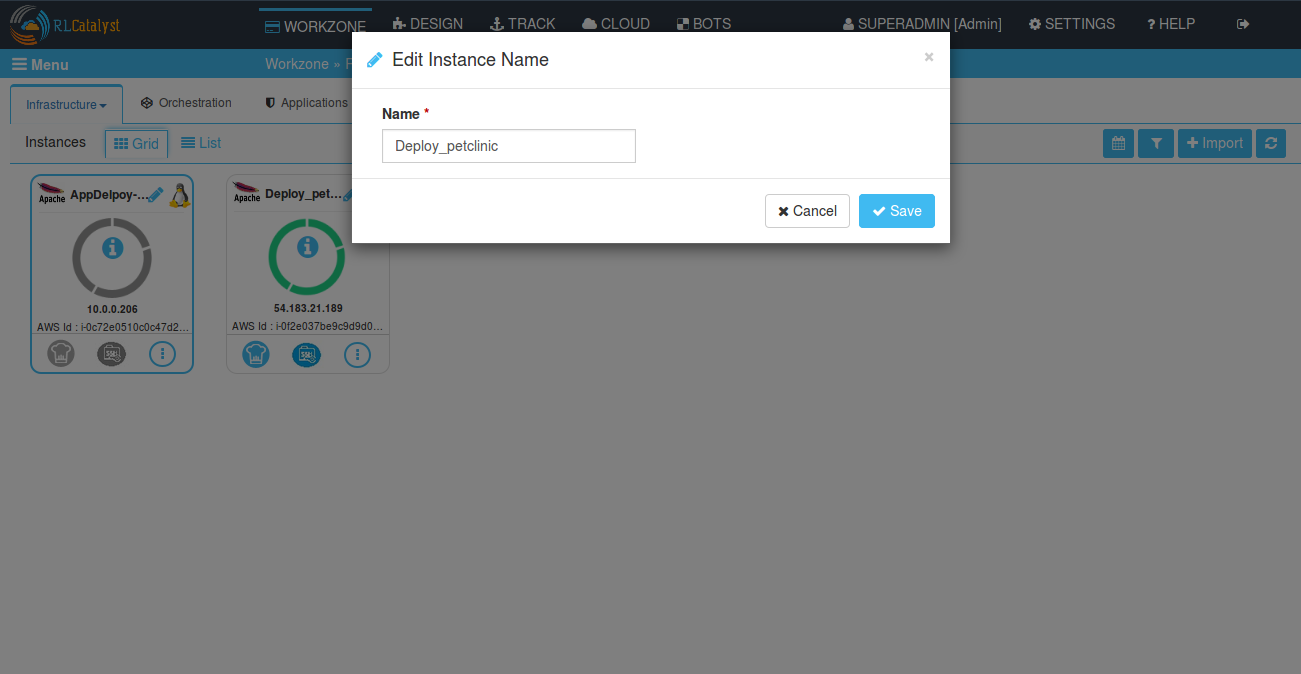 RLCatalyst
WORKZONE DESIGN TRACK CLOUD BOTS SUPERADMIN [Admin] SETTINGS ? HELP
Menu Workzone »
Edit Instance Name ×
Infrastructure Orchestration Applications
Name *
Deploy_petclinic
Instances Grid List Import
Cancel Save
Apache AppDelpoy-...
Apache Deploy_pet...
10.0.0.206
54.183.21.189
AWS Id : i-0c72e0510c0c47d2...
AWS Id : i-0f2e037be9c9d9d0...